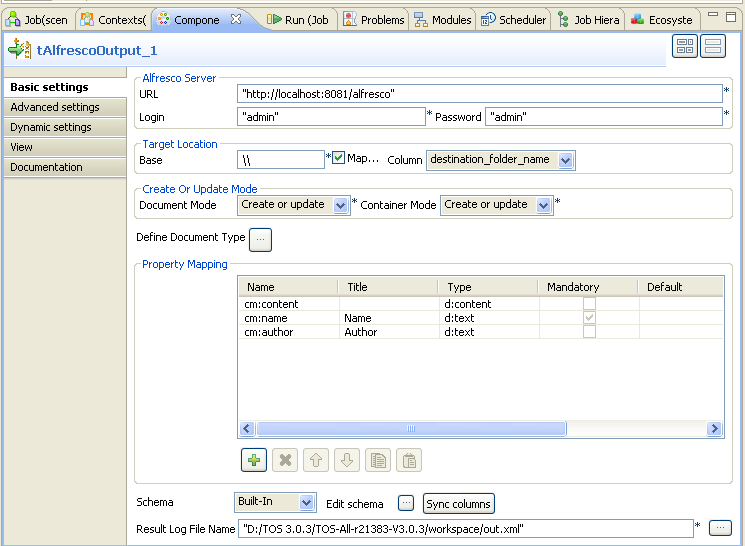 Job(scen Contexts( Compone Run (Job Problems Modules Scheduler Job Hiera Ecosyste
tAlfrescoOutput_1
Basic settings
Advanced settings
Dynamic settings
View
Documentation
Alfresco Server
URL "http://localhost:8081/alfresco" *
Login "admin" * Password "admin" *
Target Location
Base \\ * Map... Column destination_folder_name
Create Or Update Mode
Document Mode Create or update * Container Mode Create or update *
Define Document Type ...
Property Mapping
Name Title Type Mandatory Default
cm:content d:content
cm:name Name d:text
cm:author Author d:text
Schema Built-In Edit schema ... Sync columns
Result Log File Name "D:/TOS 3.0.3/TOS-All-r21383-V3.0.3/workspace/out.xml" * ...